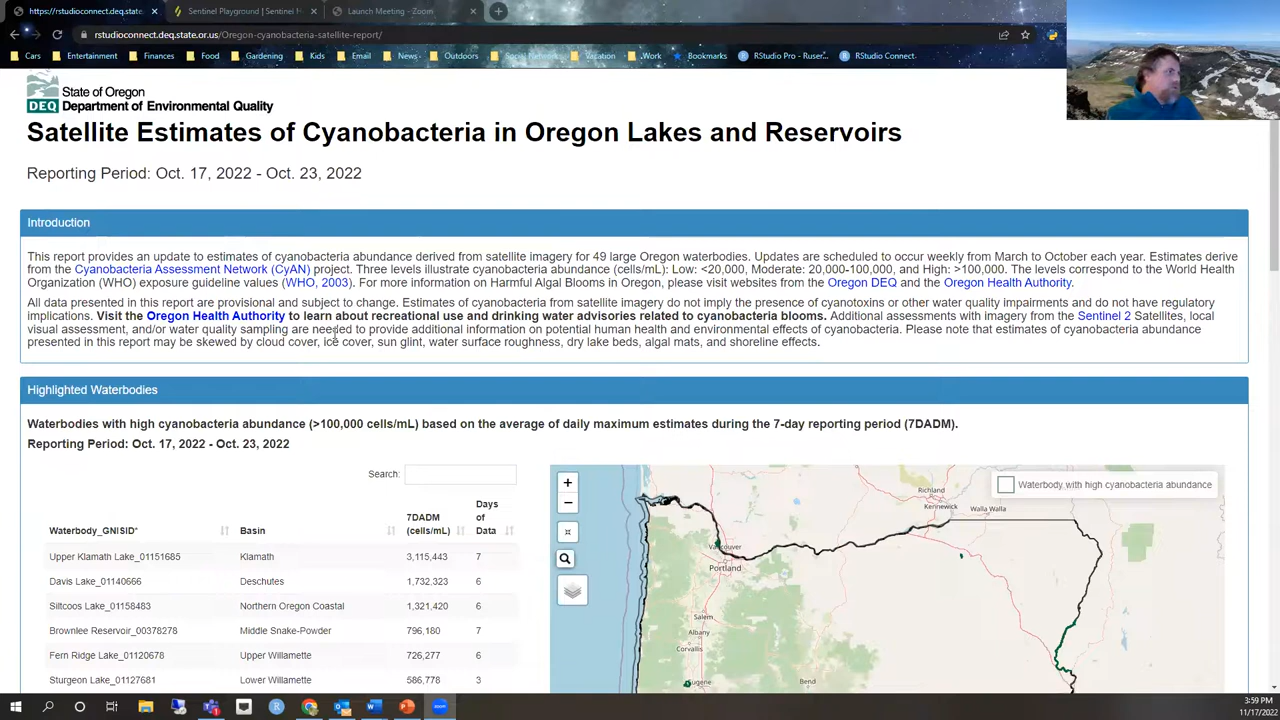 https://rstudioconnect.deq.state
Sentinel Playground | Sentinel H
Launch Meeting - Zoom
rstudioconnect.deq.state.or.us/Oregon-cyanobacteria-satellite-report/
Cars Entertainment Finances Food Gardening Kids Email News Outdoors Social Networking Vacation Work Bookmarks RStudio Pro - Ruser... RStudio Connect
State of Oregon
DEQ Department of Environmental Quality
Satellite Estimates of Cyanobacteria in Oregon Lakes and Reservoirs
Reporting Period: Oct. 17, 2022 - Oct. 23, 2022
Introduction
This report provides an update to estimates of cyanobacteria abundance derived from satellite imagery for 49 large Oregon waterbodies. Updates are scheduled to occur weekly from March to October each year. Estimates derive
from the Cyanobacteria Assessment Network (CyAN) project. Three levels illustrate cyanobacteria abundance (cells/mL): Low: <20,000, Moderate: 20,000-100,000, and High: >100,000. The levels correspond to the World Health
Organization (WHO) exposure guideline values (WHO, 2003). For more information on Harmful Algal Blooms in Oregon, please visit websites from the Oregon DEQ and the Oregon Health Authority.
All data presented in this report are provisional and subject to change. Estimates of cyanobacteria from satellite imagery do not imply the presence of cyanotoxins or other water quality impairments and do not have regulatory
implications. Visit the Oregon Health Authority to learn about recreational use and drinking water advisories related to cyanobacteria blooms. Additional assessments with imagery from the Sentinel 2 Satellites, local
visual assessment, and/or water quality sampling are needed to provide additional information on potential human health and environmental effects of cyanobacteria. Please note that estimates of cyanobacteria abundance
presented in this report may be skewed by cloud cover, ice cover, sun glint, water surface roughness, dry lake beds, algal mats, and shoreline effects.
Highlighted Waterbodies
Waterbodies with high cyanobacteria abundance (>100,000 cells/mL) based on the average of daily maximum estimates during the 7-day reporting period (7DADM).
Reporting Period: Oct. 17, 2022 - Oct. 23, 2022
Search:
Waterbody_GNISID* Basin 7DADM (cells/mL) Days of Data
Upper Klamath Lake_01151685 Klamath 3,115,443 7
Davis Lake_01140666 Deschutes 1,732,323 6
Siltcoos Lake_01158483 Northern Oregon Coastal 1,321,420 6
Brownlee Reservoir_00378278 Middle Snake-Powder 796,180 7
Fern Ridge Lake_01120678 Upper Willamette 726,277 6
Sturgeon Lake_01127681 Lower Willamette 586,778 3
+
−
Waterbody with high cyanobacteria abundance
Richland
Kennewick
Walla Walla
Vancouver
Portland
Salem
Albany
Corvallis
Eugene
Bend
3:59 PM
11/17/2022